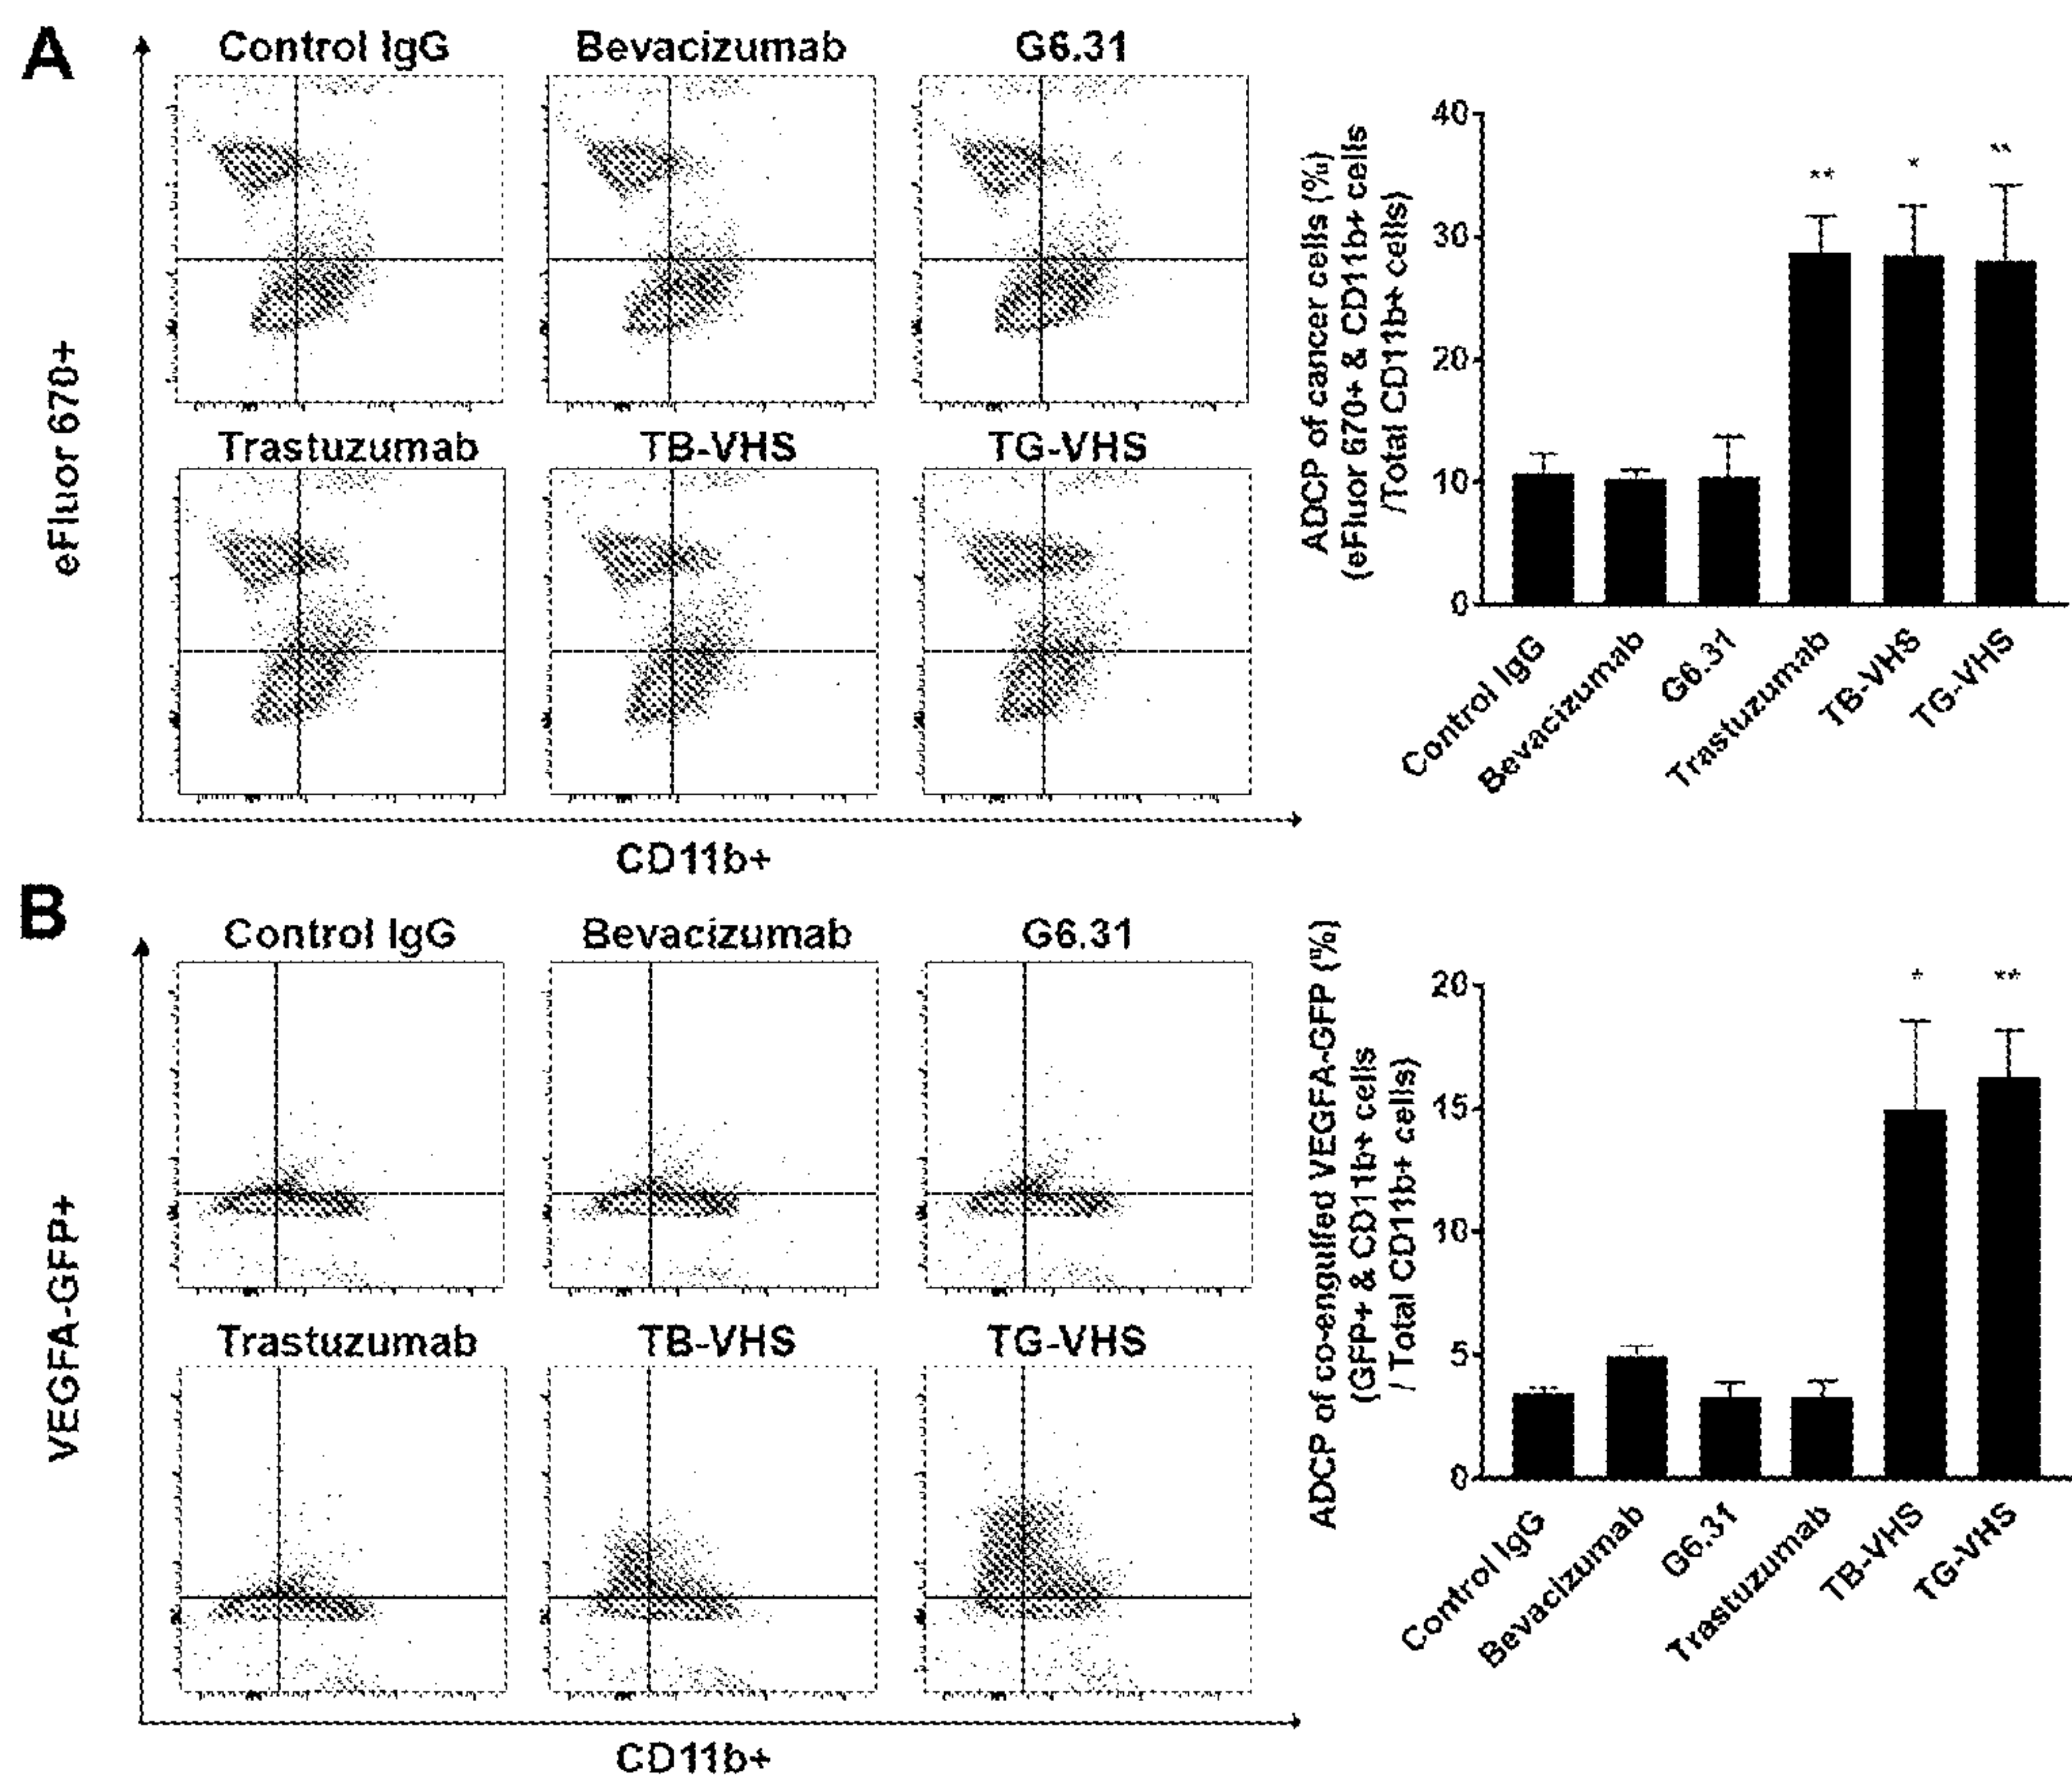 A
Control IgG
Bevacizumab
G6.31
Trastuzumab
TB-VHS
TG-VHS
eFluor 670+
CD11b+
ADCP of cancer cells (%)
(eFluor 670+ & CD11b+ cells
/Total CD11b+ cells)
40
30
20
10
0
**
*
**
Control IgG
Bevacizumab
G6.31
Trastuzumab
TB-VHS
TG-VHS
B
Control IgG
Bevacizumab
G6.31
Trastuzumab
TB-VHS
TG-VHS
VEGFA-GFP+
CD11b+
ADCP of co-engulfed VEGFA-GFP (%)
(GFP+ & CD11b+ cells
/ Total CD11b+ cells)
20
15
10
5
0
*
**
Control IgG
Bevacizumab
G6.31
Trastuzumab
TB-VHS
TG-VHS